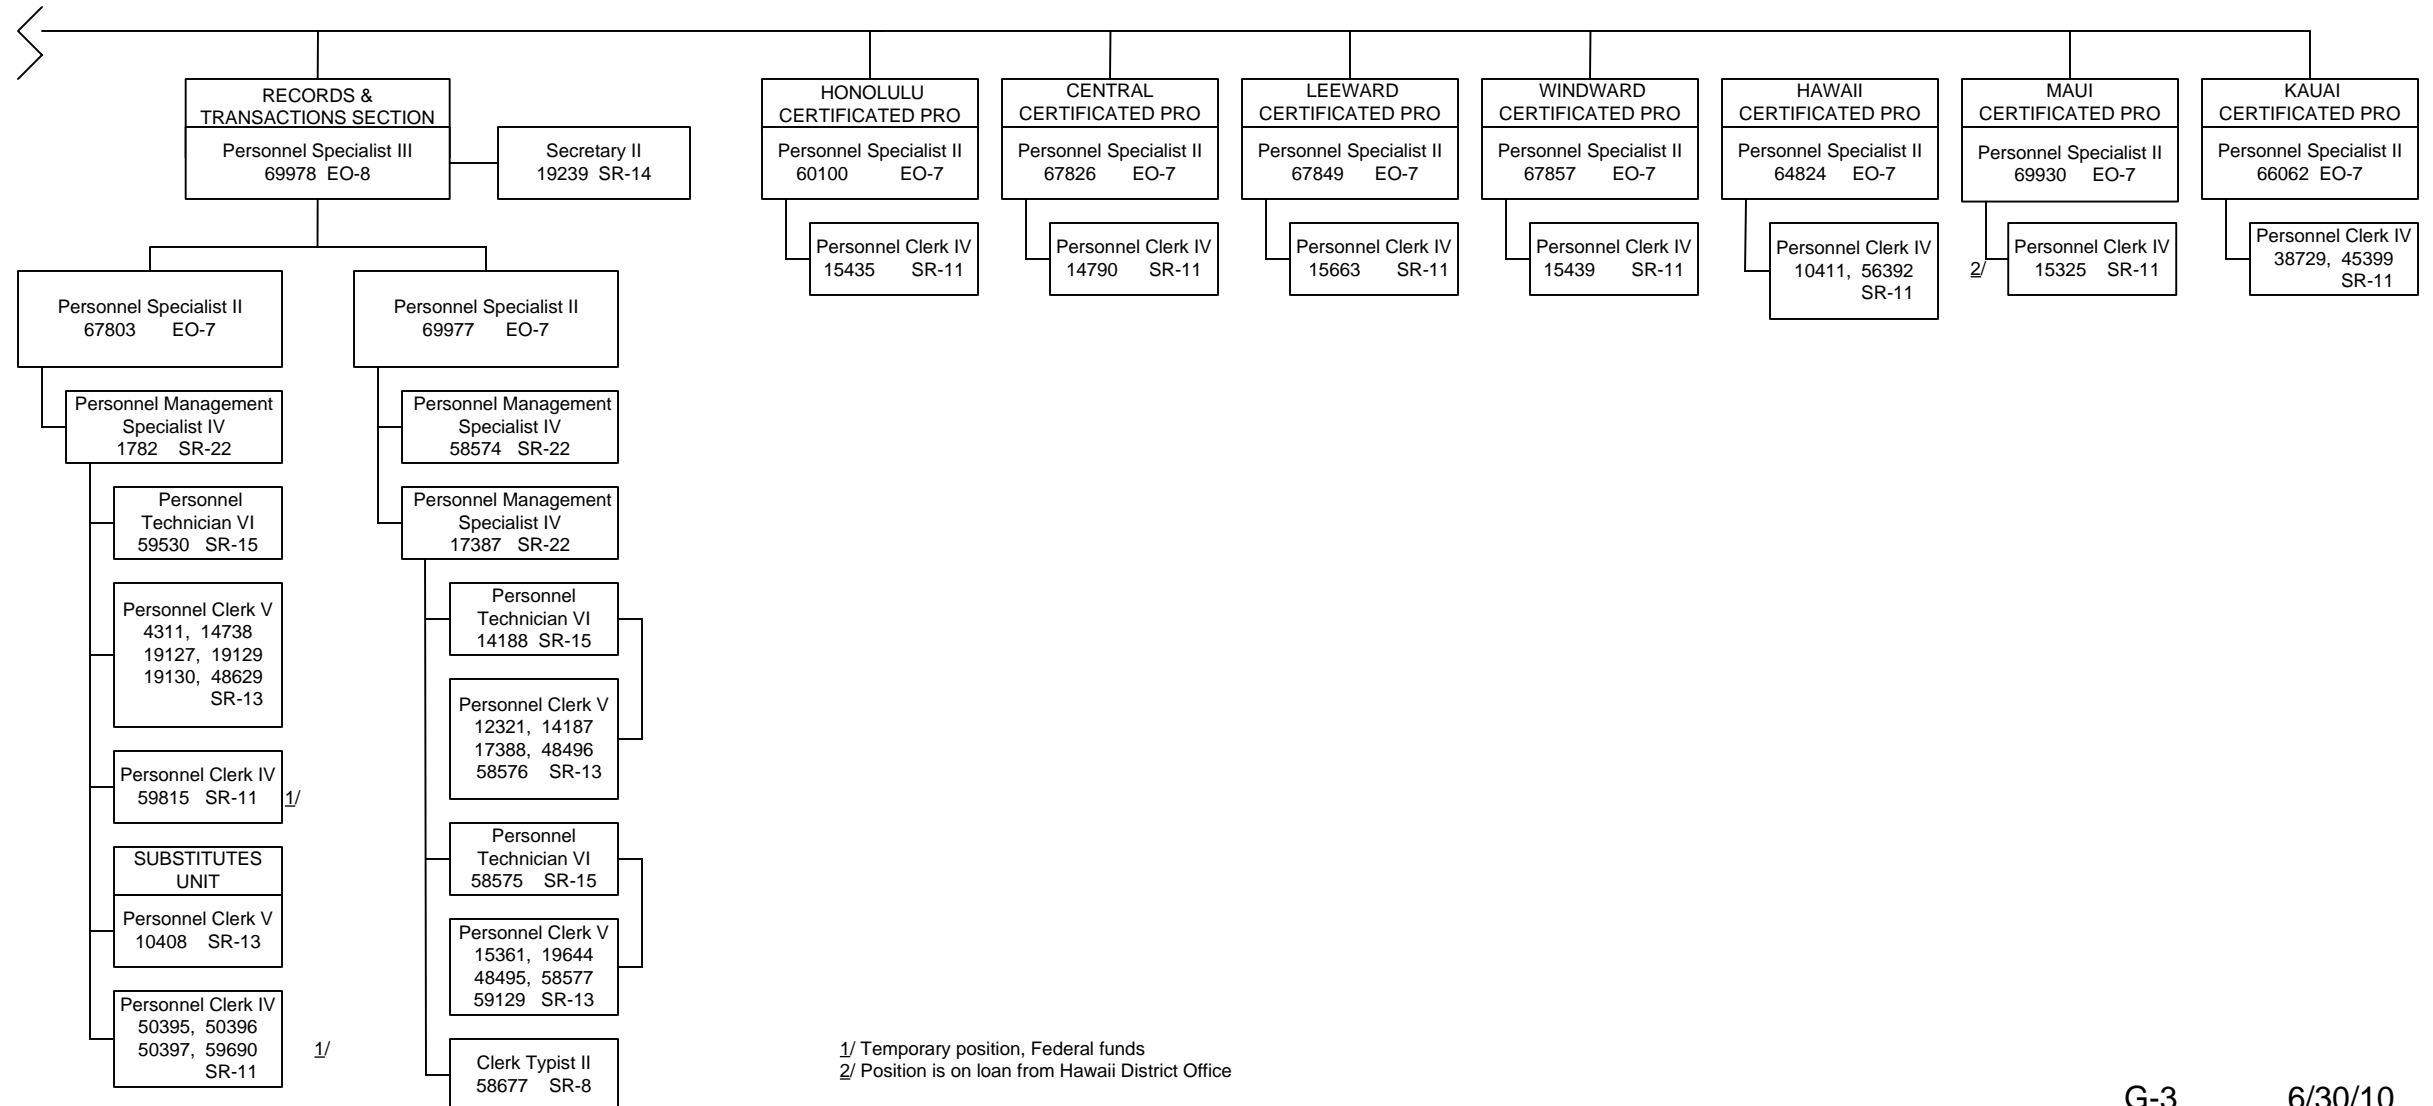 RECORDS &
TRANSACTIONS SECTION
Personnel Specialist III
69978 EO-8
Secretary II
19239 SR-14
HONOLULU
CERTIFICATED PRO
Personnel Specialist II
60100 EO-7
Personnel Clerk IV
15435 SR-11
CENTRAL
CERTIFICATED PRO
Personnel Specialist II
67826 EO-7
Personnel Clerk IV
14790 SR-11
LEEWARD
CERTIFICATED PRO
Personnel Specialist II
67849 EO-7
Personnel Clerk IV
15663 SR-11
WINDWARD
CERTIFICATED PRO
Personnel Specialist II
67857 EO-7
Personnel Clerk IV
15439 SR-11
HAWAII
CERTIFICATED PRO
Personnel Specialist II
64824 EO-7
Personnel Clerk IV
10411, 56392
SR-11
2/
MAUI
CERTIFICATED PRO
Personnel Specialist II
69930 EO-7
Personnel Clerk IV
15325 SR-11
KAUAI
CERTIFICATED PRO
Personnel Specialist II
66062 EO-7
Personnel Clerk IV
38729, 45399
SR-11
Personnel Specialist II
67803 EO-7
Personnel Management
Specialist IV
1782 SR-22
Personnel
Technician VI
59530 SR-15
Personnel Clerk V
4311, 14738
19127, 19129
19130, 48629
SR-13
Personnel Clerk IV
59815 SR-11
1/
SUBSTITUTES
UNIT
Personnel Clerk V
10408 SR-13
Personnel Clerk IV
50395, 50396
50397, 59690
SR-11
1/
Personnel Specialist II
69977 EO-7
Personnel Management
Specialist IV
58574 SR-22
Personnel Management
Specialist IV
17387 SR-22
Personnel
Technician VI
14188 SR-15
Personnel Clerk V
12321, 14187
17388, 48496
58576 SR-13
Personnel
Technician VI
58575 SR-15
Personnel Clerk V
15361, 19644
48495, 58577
59129 SR-13
Clerk Typist II
58677 SR-8
1/ Temporary position, Federal funds
2/ Position is on loan from Hawaii District Office
G-3 6/30/10